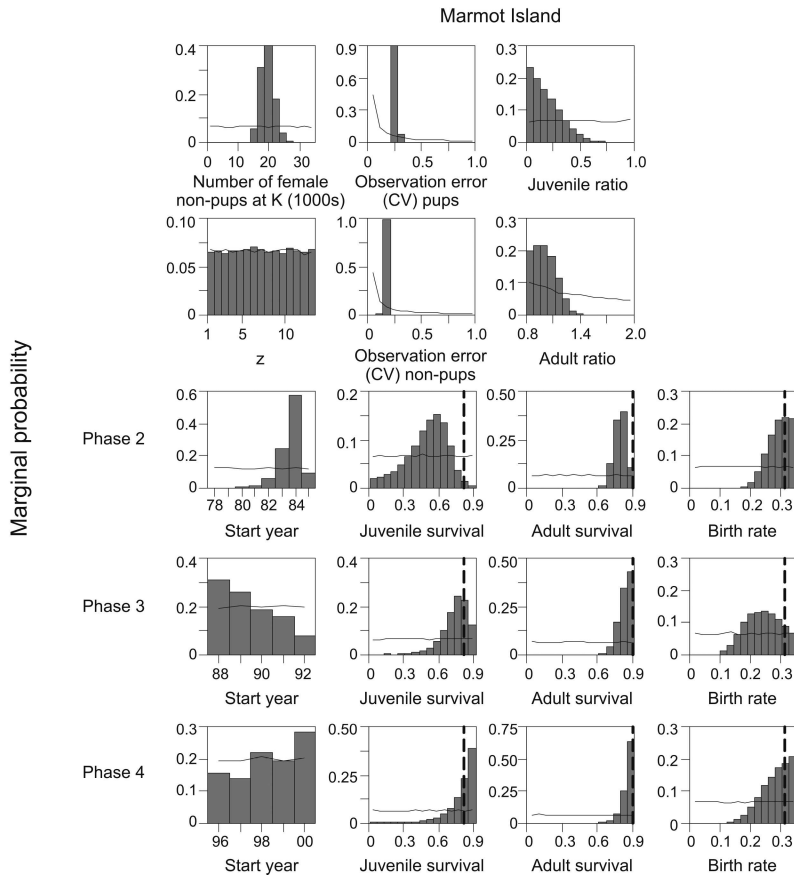 Marmot Island
Marginal probability
0.4
0.2
0
0 10 20 30
Number of female
non-pups at K (1000s)
0.9
0.6
0.3
0
0 0.5 1.0
Observation error
(CV) pups
0.3
0.2
0.1
0
0 0.5 1.0
Juvenile ratio
0.10
0.05
0
1 5 10
z
1.0
0.5
0
0 0.5 1.0
Observation error
(CV) non-pups
0.3
0.2
0.1
0
0.8 1.4 2.0
Adult ratio
Phase 2
0.6
0.4
0.2
0
78 80 82 84
Start year
0.2
0.1
0
0 0.3 0.6 0.9
Juvenile survival
0.50
0.25
0
0 0.3 0.6 0.9
Adult survival
0.3
0.2
0.1
0
0 0.1 0.2 0.3
Birth rate
Phase 3
0.4
0.2
0
88 90 92
Start year
0.4
0.2
0
0 0.3 0.6 0.9
Juvenile survival
0.50
0.25
0
0 0.3 0.6 0.9
Adult survival
0.3
0.2
0.1
0
0 0.1 0.2 0.3
Birth rate
Phase 4
0.3
0.2
0.1
0
96 98 00
Start year
0.50
0.25
0
0 0.3 0.6 0.9
Juvenile survival
0.75
0.50
0.25
0
0 0.3 0.6 0.9
Adult survival
0.3
0.2
0.1
0
0 0.1 0.2 0.3
Birth rate